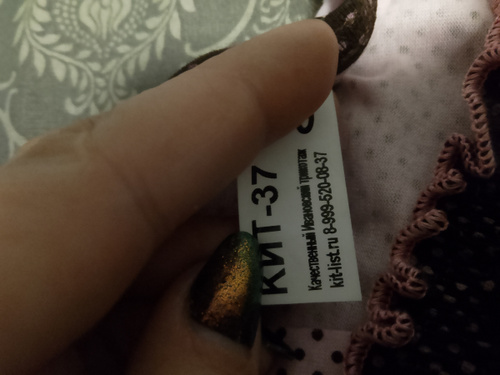 КИТ-37
Качественный Ивановский трикотаж
kit-list.ru 8-999-520-08-37